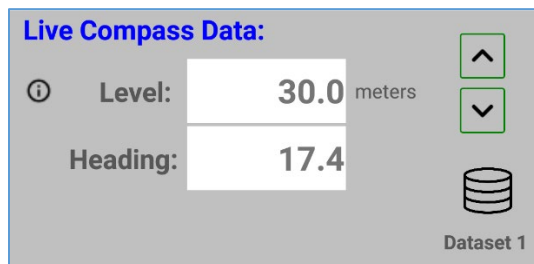 Live Compass Data:
Level: 30.0 meters
Heading: 17.4
Dataset 1